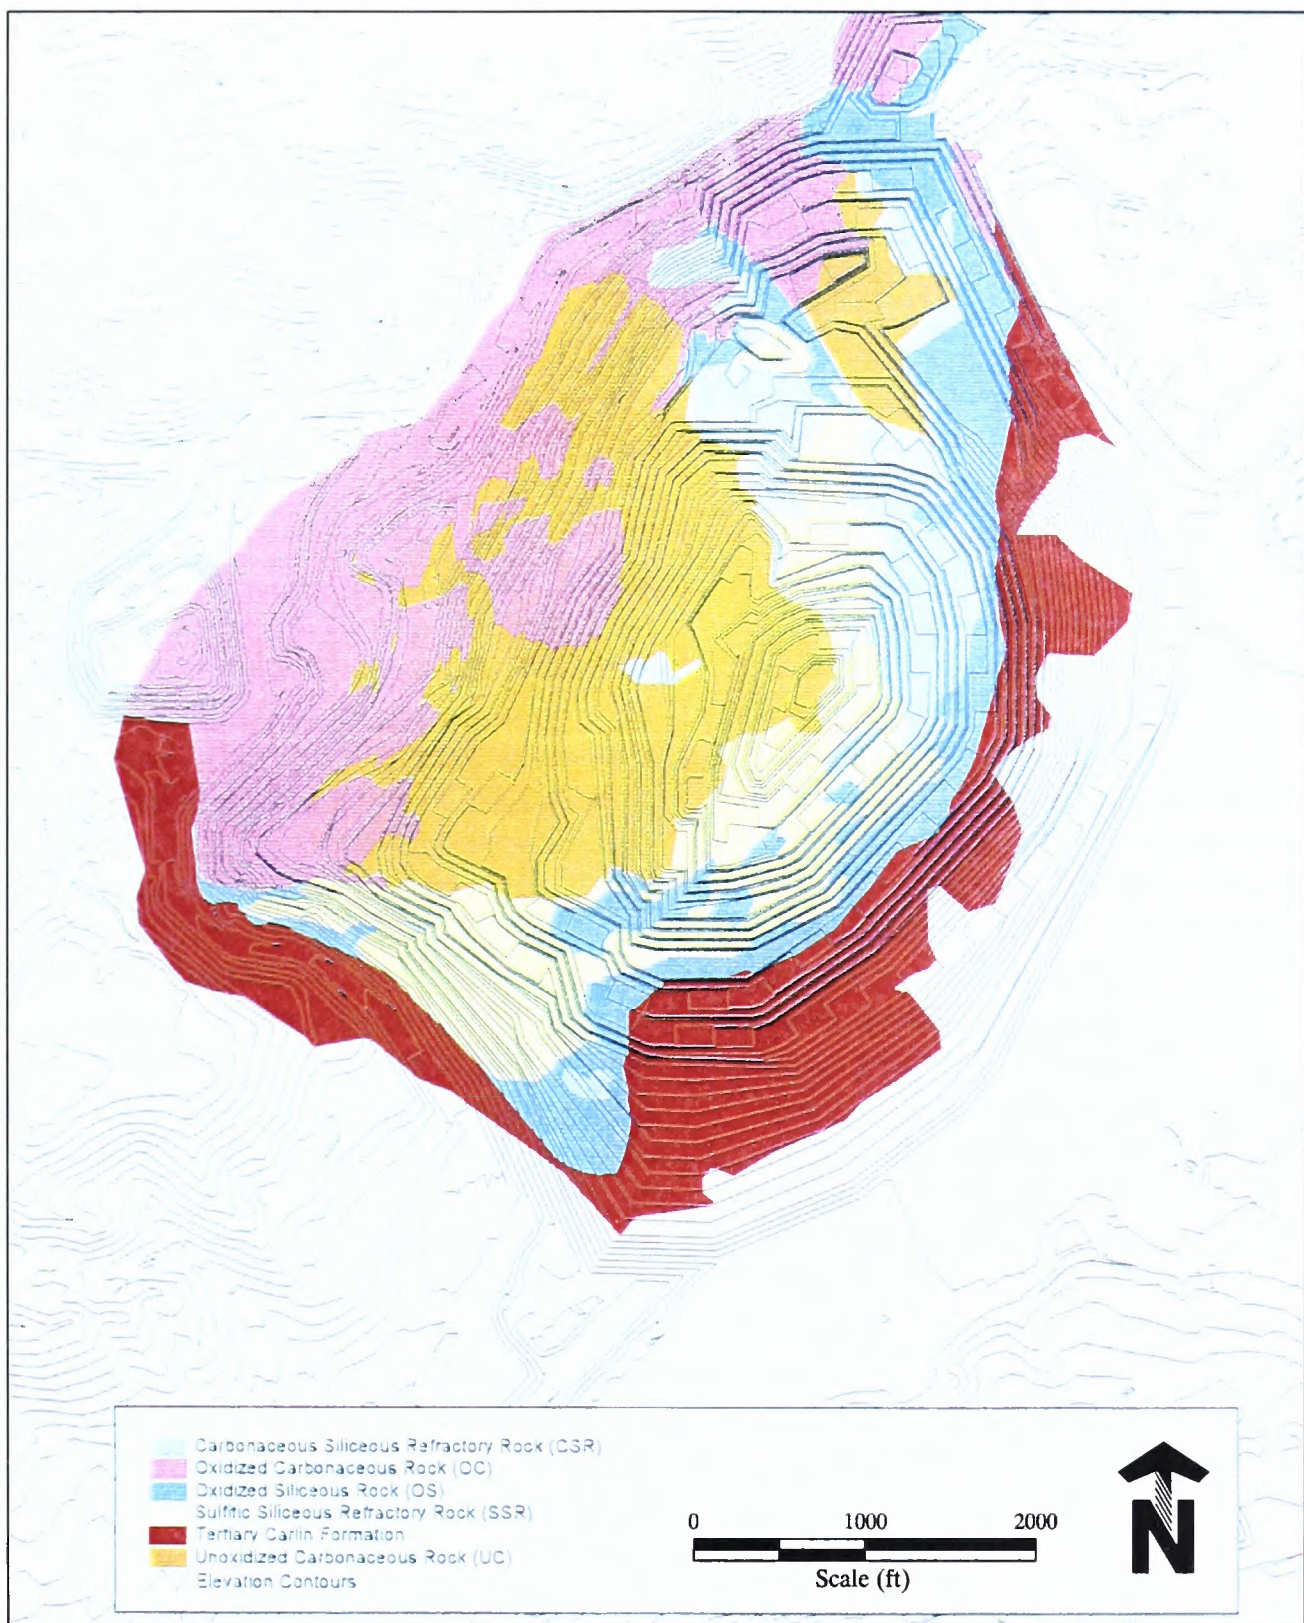 Carbonaceous Siliceous Refractory Rock (CSR)
Oxidized Carbonaceous Rock (OC)
Oxidized Siliceous Rock (OS)
Sulfitic Siliceous Refractory Rock (SSR)
Tertiary Carlin Formation
Unoxidized Carbonaceous Rock (UC)
Elevation Contours
0 1000 2000
Scale (ft)
N